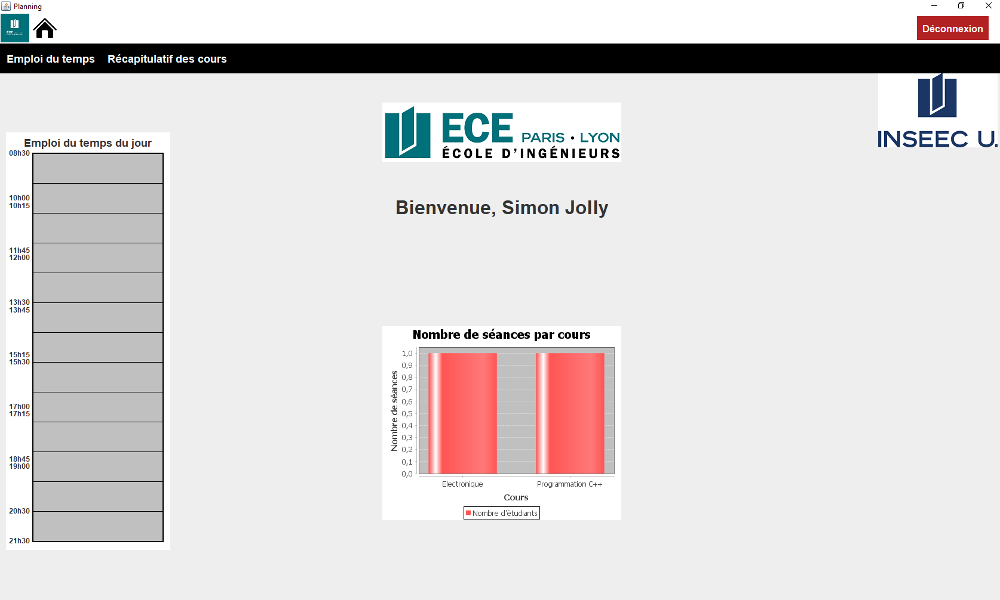 Planning
Déconnexion
Emploi du temps Récapitulatif des cours
INSEEC U.
ECE PARIS • LYON
ÉCOLE D'INGÉNIEURS
Bienvenue, Simon Jolly
Emploi du temps du jour
08h30
10h00
10h15
11h45
12h00
13h30
13h45
15h15
15h30
17h00
17h15
18h45
19h00
20h30
21h30
Nombre de séances par cours
Nombre de séances
1,0
0,9
0,8
0,7
0,6
0,5
0,4
0,3
0,2
0,1
0,0
Electronique Programmation C++
Cours
Nombre d'étudiants